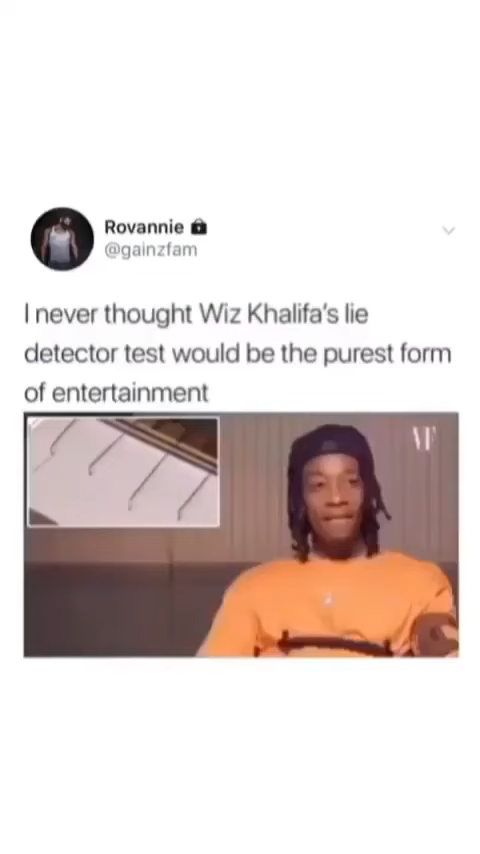 Rovannie
@gainzfam
I never thought Wiz Khalifa's lie
detector test would be the purest form
of entertainment
VF